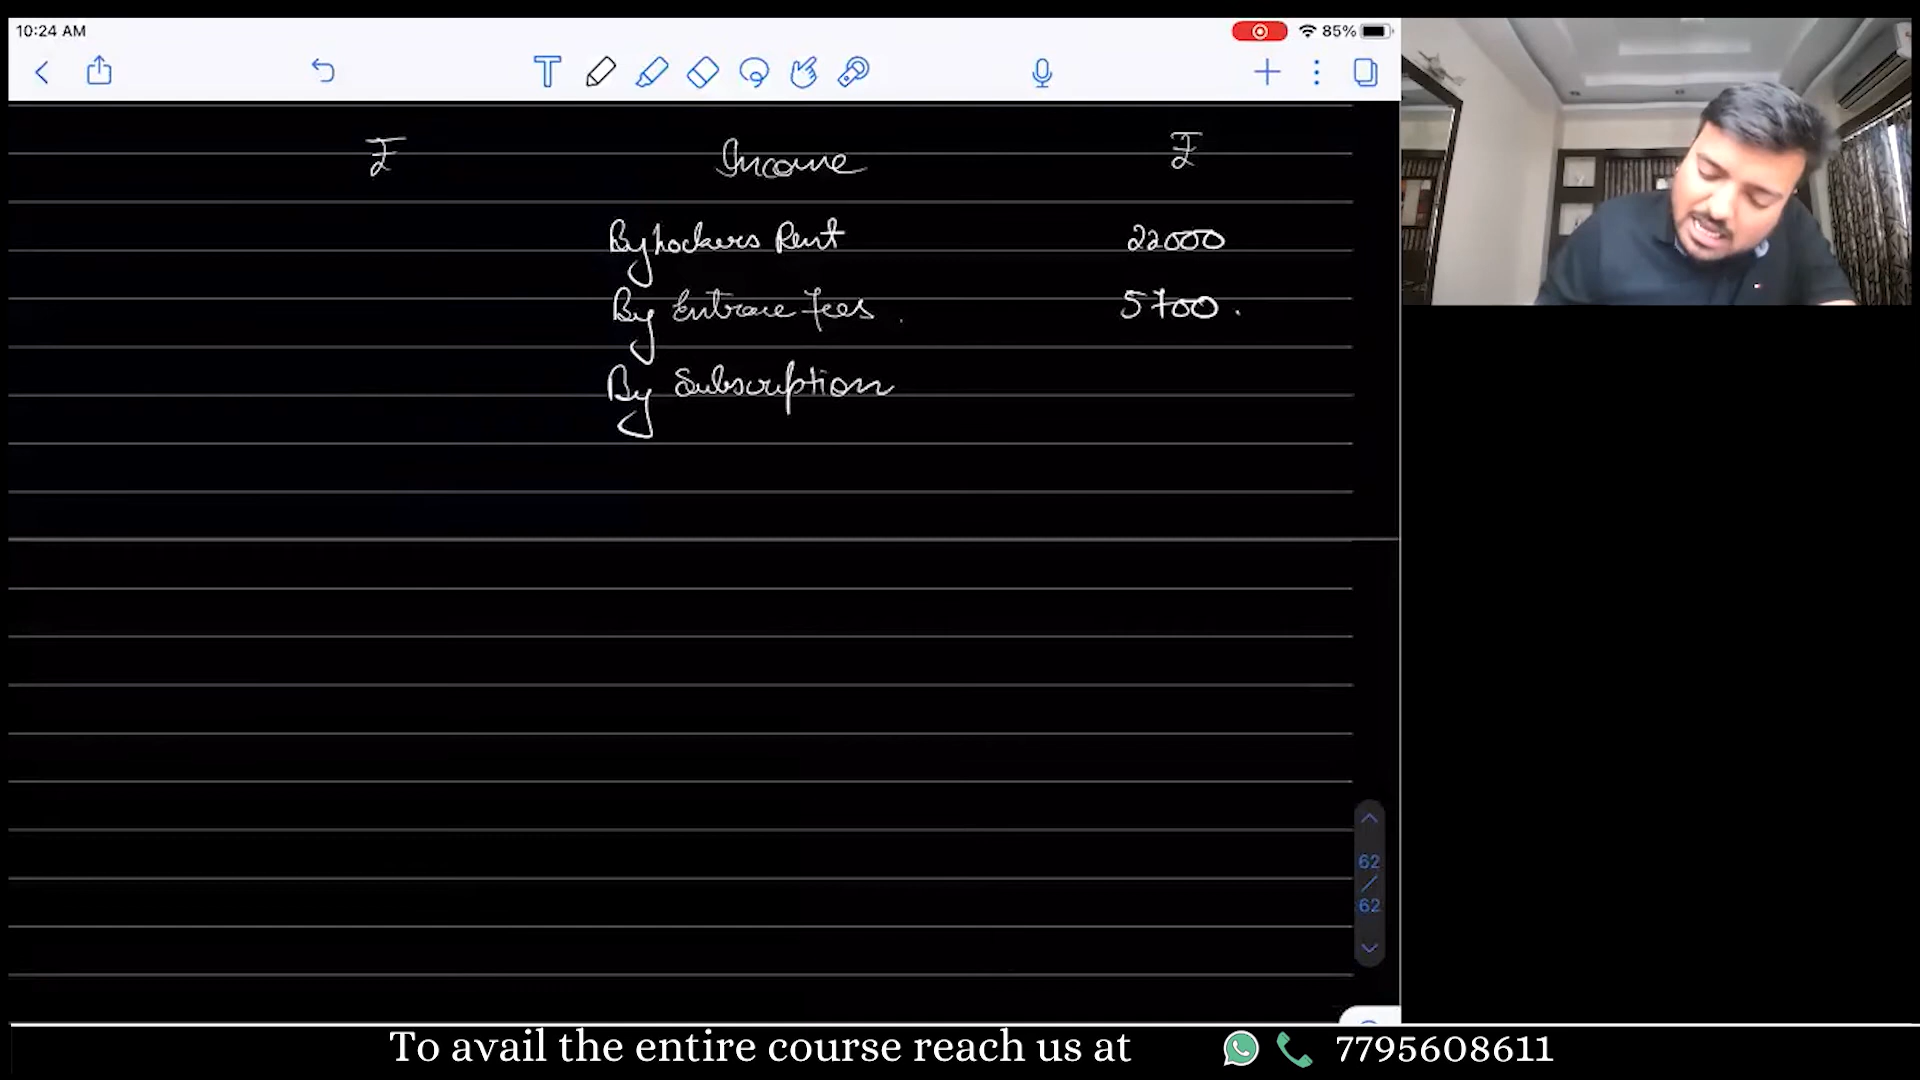 10:24 AM 85%
₹ Income ₹
By Lockers Rent 22000
By Entrace fees . 5700 .
By Subscription
62
/
62
To avail the entire course reach us at 7795608611